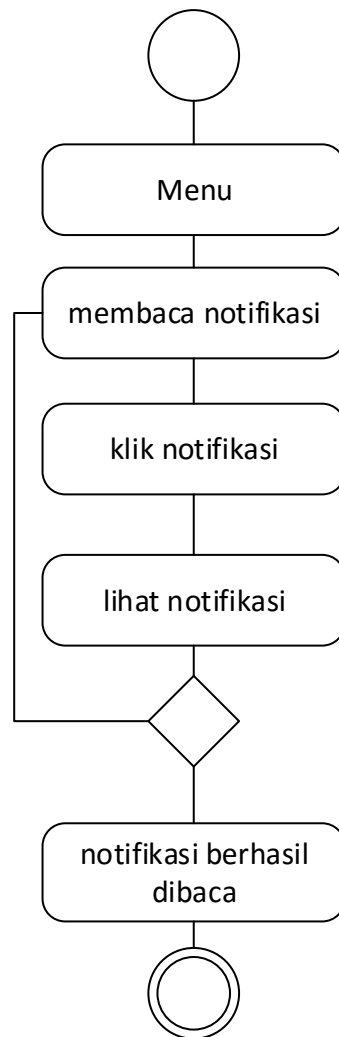 Menu
membaca notifikasi
klik notifikasi
lihat notifikasi
notifikasi berhasil
dibaca